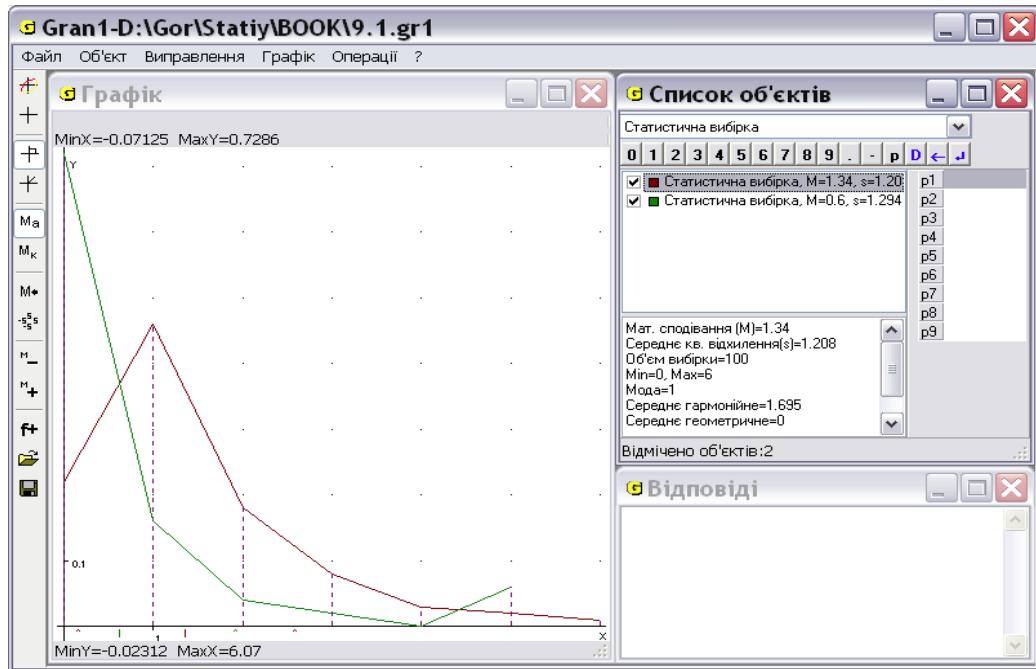 Gran1-D:\Gor\Statiy\BOOK\9.1.gr1
Файл Об'єкт Виправлення Графік Операції ?
Графік
MinX=-0.07125 MaxY=0.7286
Y
0.1
1
X
MinY=-0.02312 MaxX=6.07
Mа
Mк
M
-5
M
M+
f+
Список об'єктів
Статистична вибірка
0 1 2 3 4 5 6 7 8 9 . - p D ← ↵
Статистична вибірка, M=1.34, s=1.20
Статистична вибірка, M=0.6, s=1.294
p1
p2
p3
p4
p5
p6
p7
p8
p9
Мат. сподівання (M)=1.34
Середнє кв. відхилення(s)=1.208
Об'єм вибірки=100
Min=0, Max=6
Мода=1
Середнє гармонійне=1.695
Середнє геометричне=0
Відмічено об'єктів:2
Відповіді